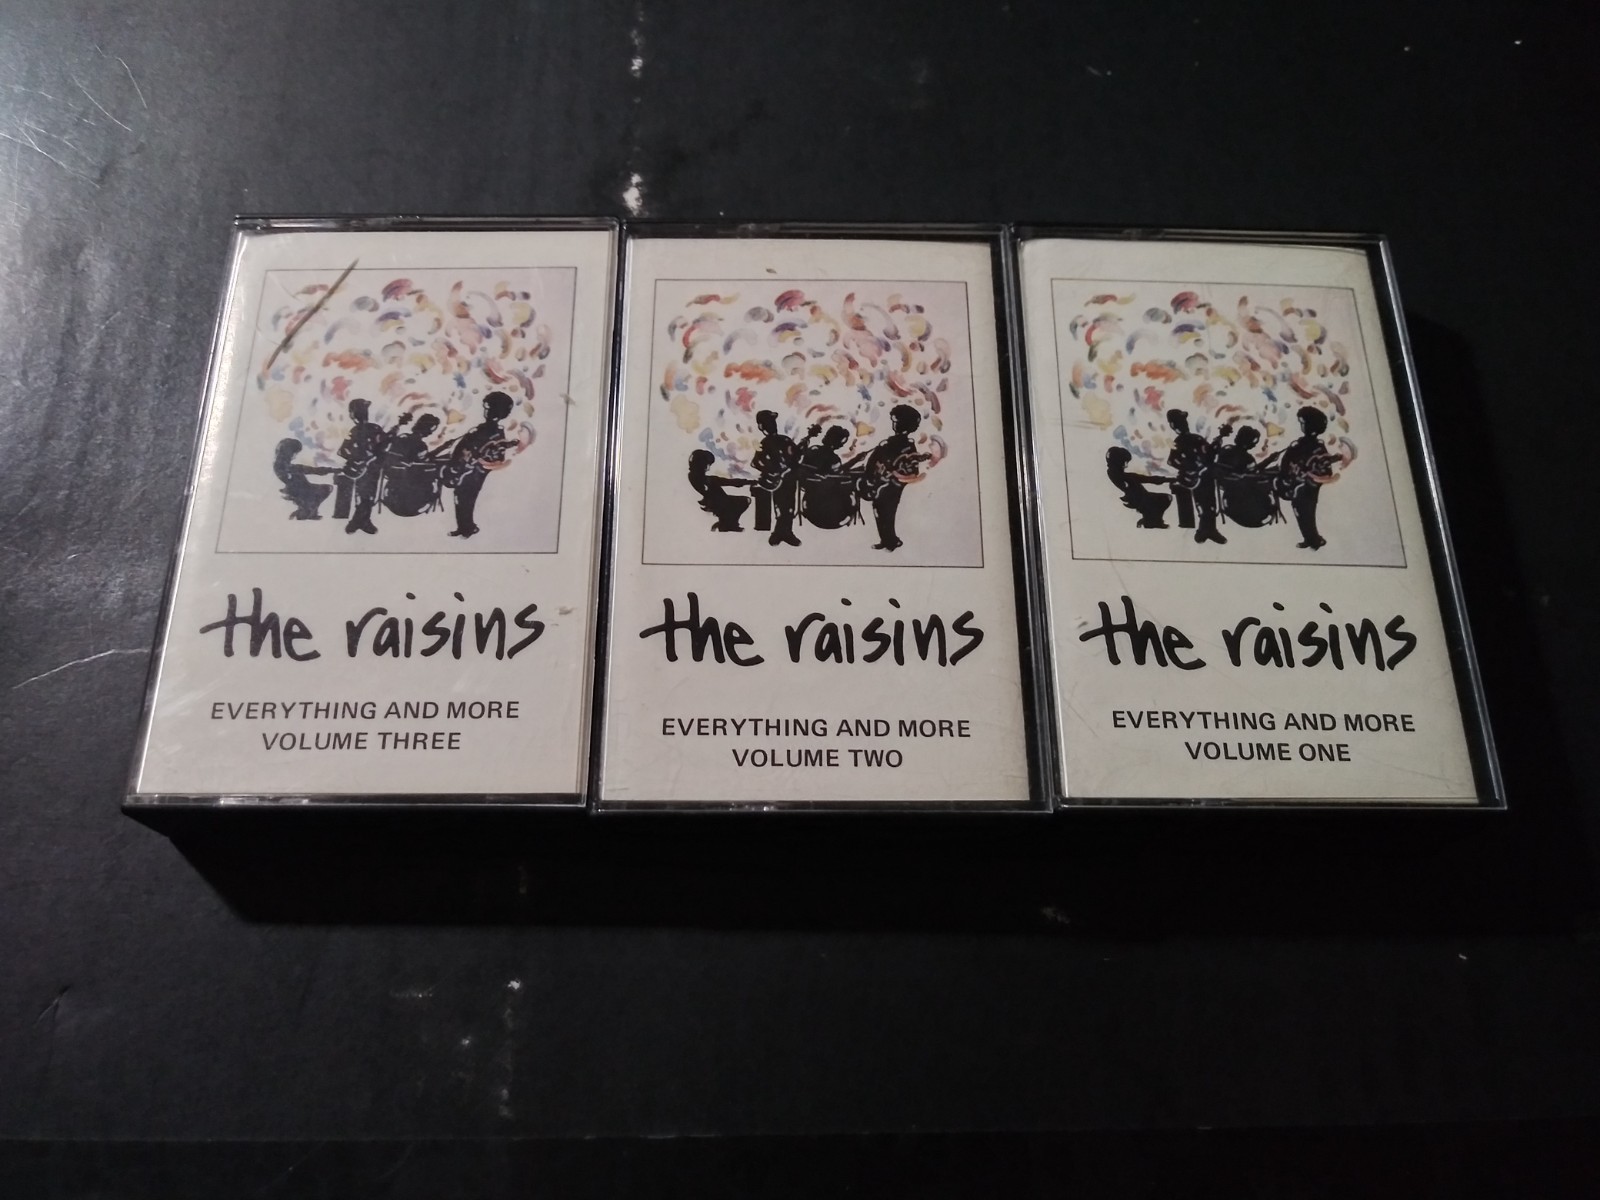 the raisins
EVERYTHING AND MORE
VOLUME THREE
the raisins
EVERYTHING AND MORE
VOLUME TWO
the raisins
EVERYTHING AND MORE
VOLUME ONE